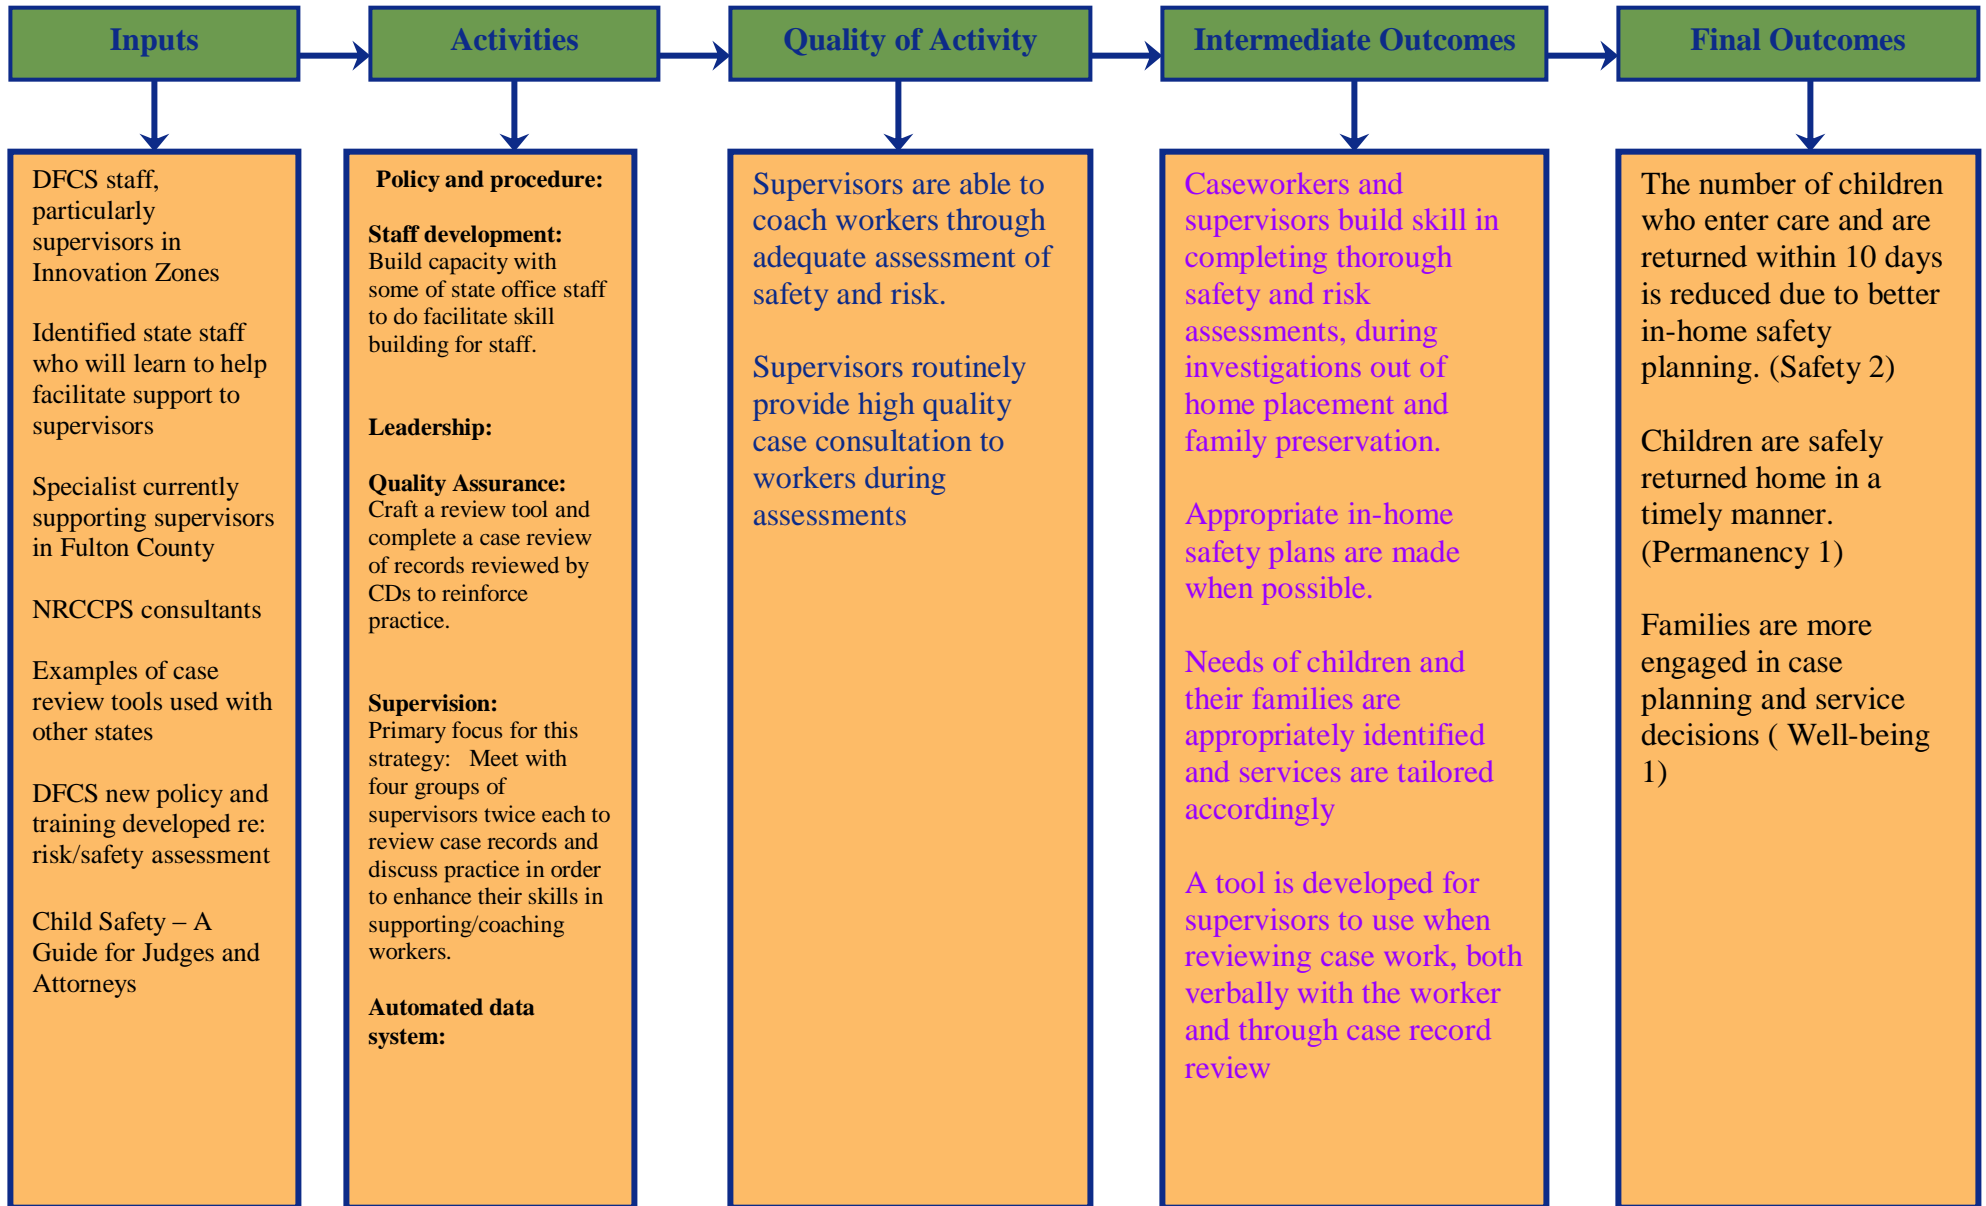 Inputs
Activities
Quality of Activity
Intermediate Outcomes
Final Outcomes
DFCS staff,
particularly
supervisors in
Innovation Zones
Identified state staff
who will learn to help
facilitate support to
supervisors
Specialist currently
supporting supervisors
in Fulton County
NRCCPS consultants
Examples of case
review tools used with
other states
DFCS new policy and
training developed re:
risk/safety assessment
Child Safety – A
Guide for Judges and
Attorneys
Policy and procedure:
Staff development:
Build capacity with
some of state office staff
to do facilitate skill
building for staff.
Leadership:
Quality Assurance:
Craft a review tool and
complete a case review
of records reviewed by
CDs to reinforce
practice.
Supervision:
Primary focus for this
strategy:   Meet with
four groups of
supervisors twice each to
review case records and
discuss practice in order
to enhance their skills in
supporting/coaching
workers.
Automated data
system:
Supervisors are able to
coach workers through
adequate assessment of
safety and risk.
Supervisors routinely
provide high quality
case consultation to
workers during
assessments
Caseworkers and
supervisors build skill in
completing thorough
safety and risk
assessments, during
investigations out of
home placement and
family preservation.
Appropriate in-home
safety plans are made
when possible.
Needs of children and
their families are
appropriately identified
and services are tailored
accordingly
A tool is developed for
supervisors to use when
reviewing case work, both
verbally with the worker
and through case record
review
The number of children
who enter care and are
returned within 10 days
is reduced due to better
in-home safety
planning. (Safety 2)
Children are safely
returned home in a
timely manner.
(Permanency 1)
Families are more
engaged in case
planning and service
decisions ( Well-being
1)